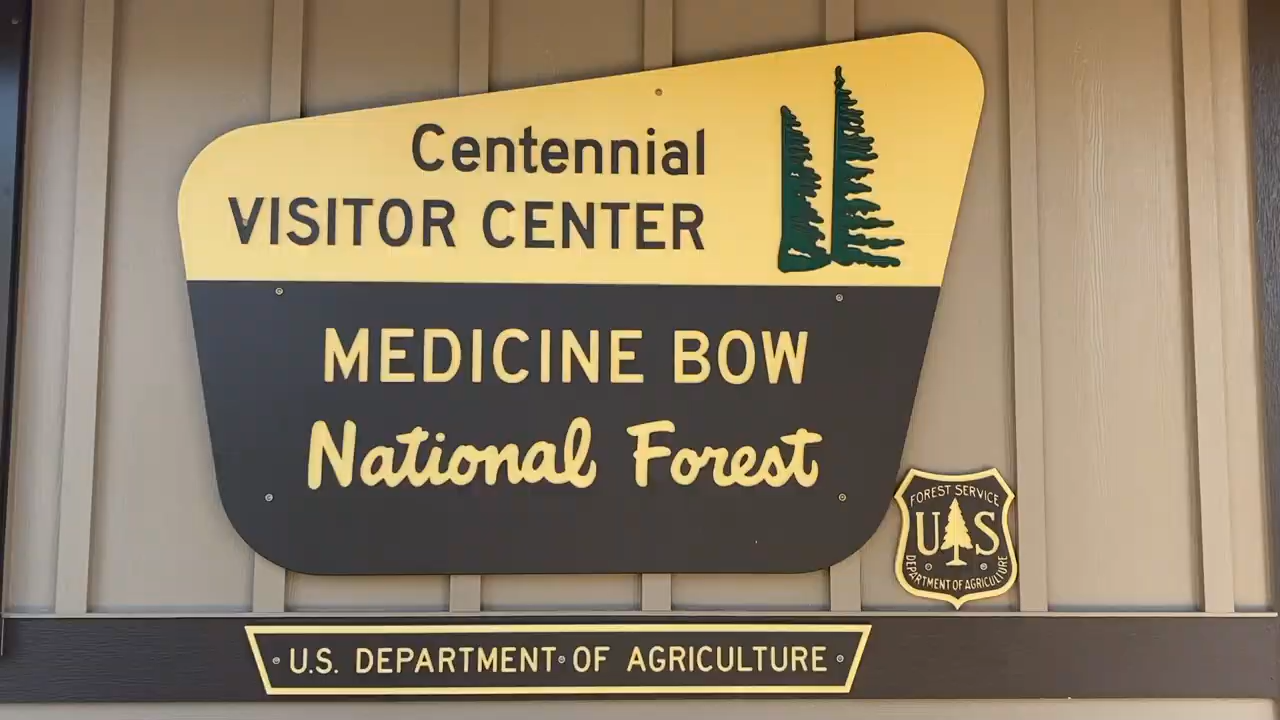 Centennial
VISITOR CENTER
MEDICINE BOW
National Forest
FOREST SERVICE
U S
DEPARTMENT OF AGRICULTURE
U.S. DEPARTMENT OF AGRICULTURE